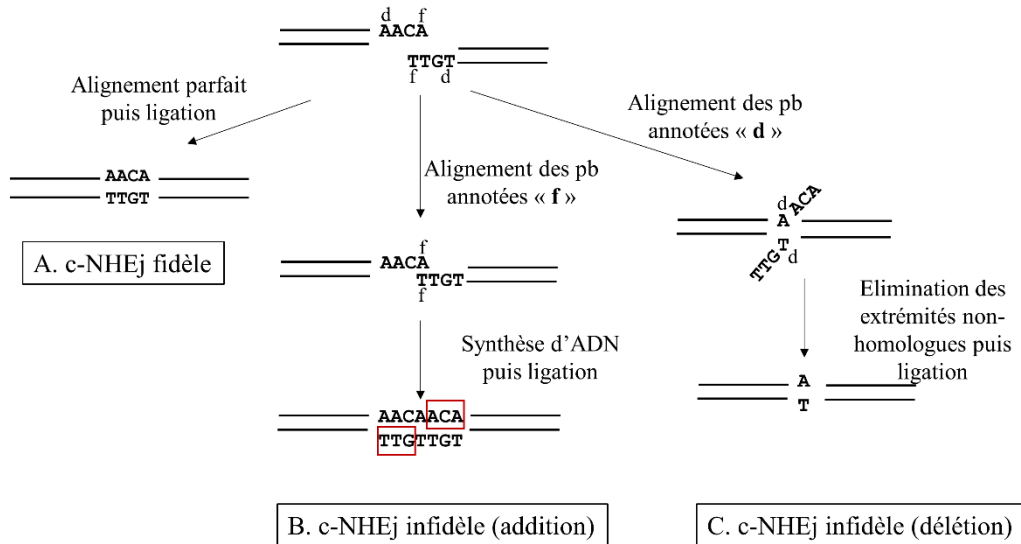 d f
AACA
TTGT
f d
Alignement parfait
puis ligation
Alignement des pb
annotées « d »
Alignement des pb
annotées « f »
AACA
TTGT
A. c-NHEj fidèle
d
ACA
A
T
TTG
d
f
AACA
TTGT
f
Elimination des
extrémités non-
homologues puis
ligation
Synthèse d'ADN
puis ligation
A
T
AACAACA
TTGTTGT
B. c-NHEj infidèle (addition)
C. c-NHEj infidèle (délétion)